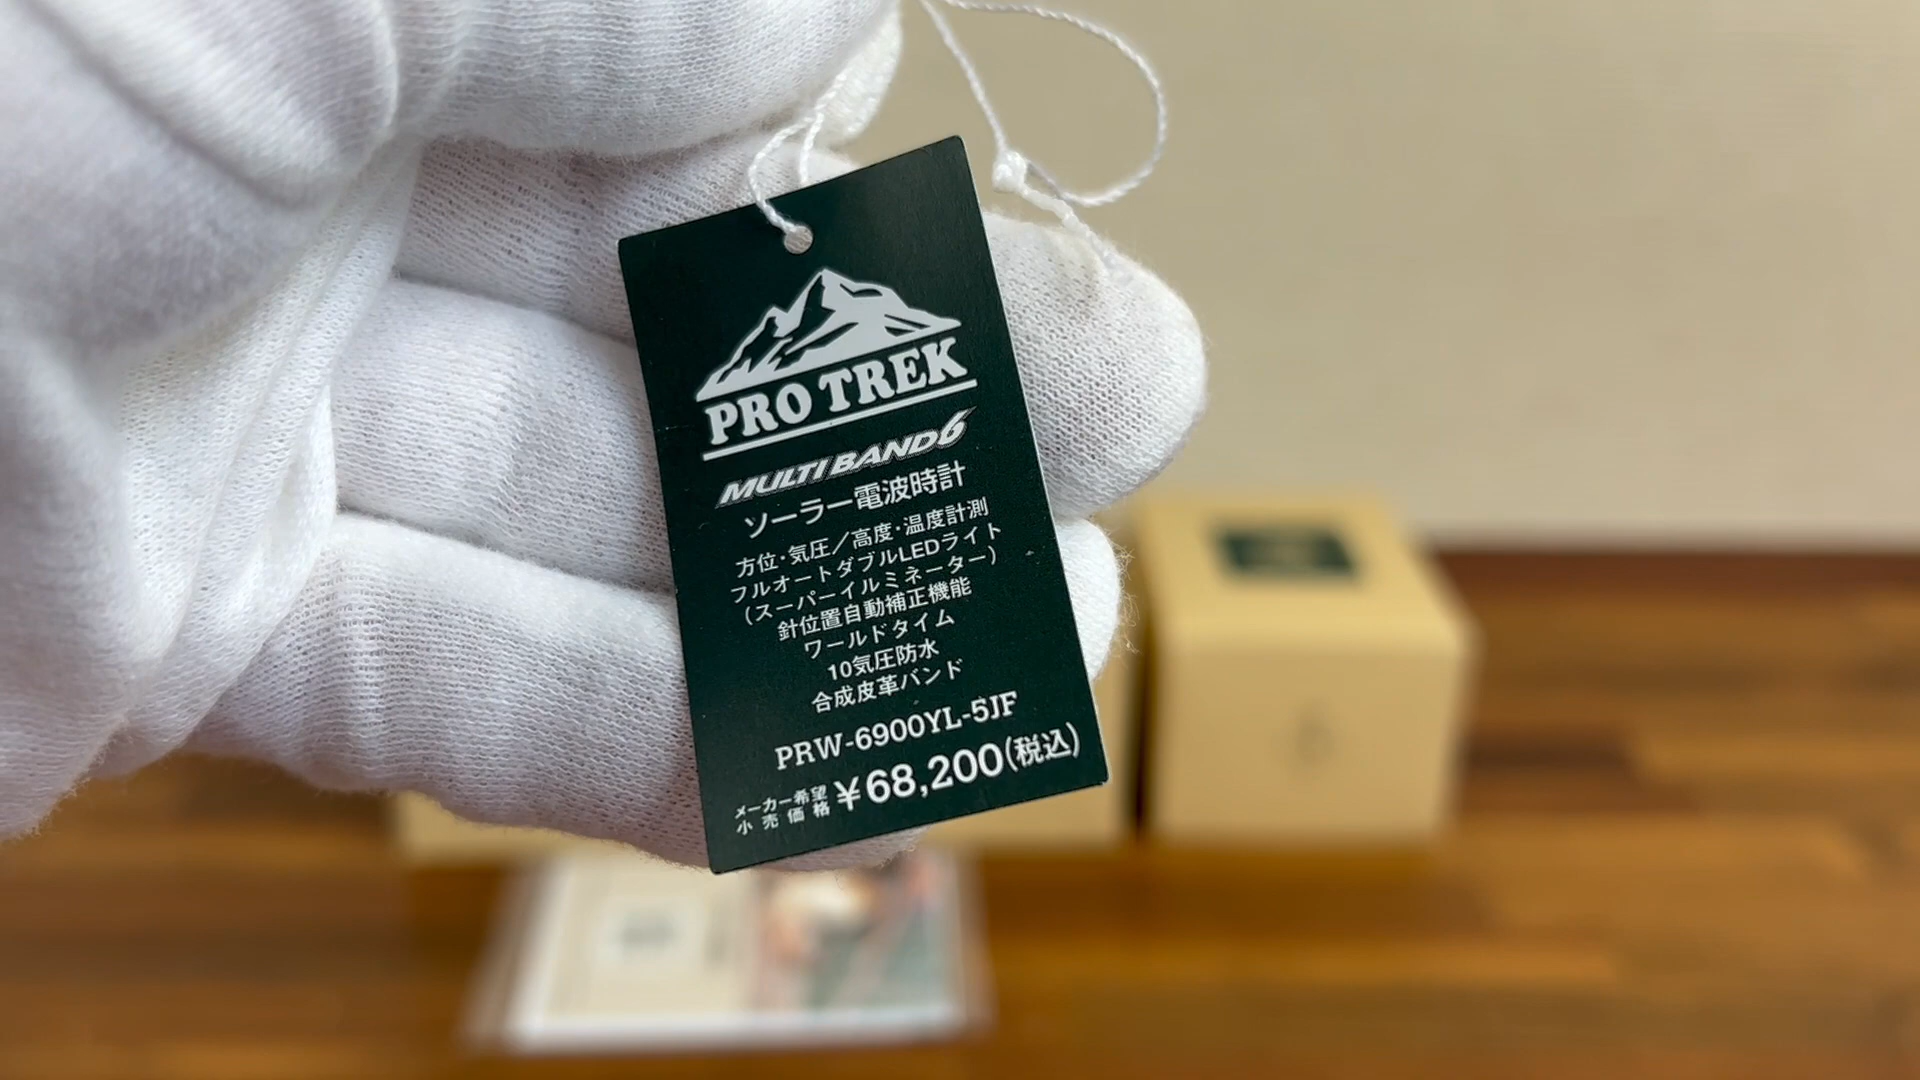 PRO TREK
MULTI BAND 6
ソーラー電波時計
方位・気圧/高度・温度計測
フルオートダブルLEDライト
(スーパーイルミネーター)
針位置自動補正機能
ワールドタイム
10気圧防水
合成皮革バンド
PRW-6900YL-5JF
メーカー希望小売価格 ¥68,200(税込)